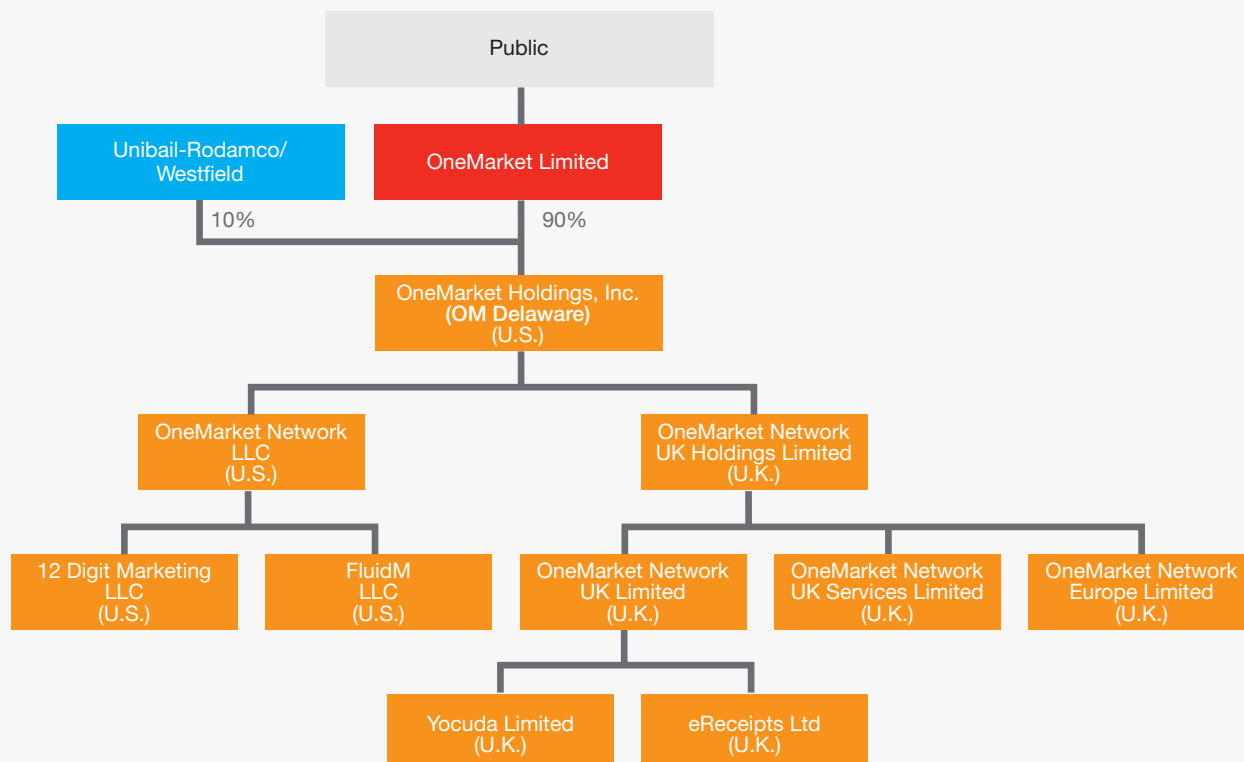 Public
Unibail-Rodamco/
Westfield
OneMarket Limited
10%
90%
OneMarket Holdings, Inc.
(OM Delaware)
(U.S.)
OneMarket Network
LLC
(U.S.)
OneMarket Network
UK Holdings Limited
(U.K.)
12 Digit Marketing
LLC
(U.S.)
FluidM
LLC
(U.S.)
OneMarket Network
UK Limited
(U.K.)
OneMarket Network
UK Services Limited
(U.K.)
OneMarket Network
Europe Limited
(U.K.)
Yocuda Limited
(U.K.)
eReceipts Ltd
(U.K.)